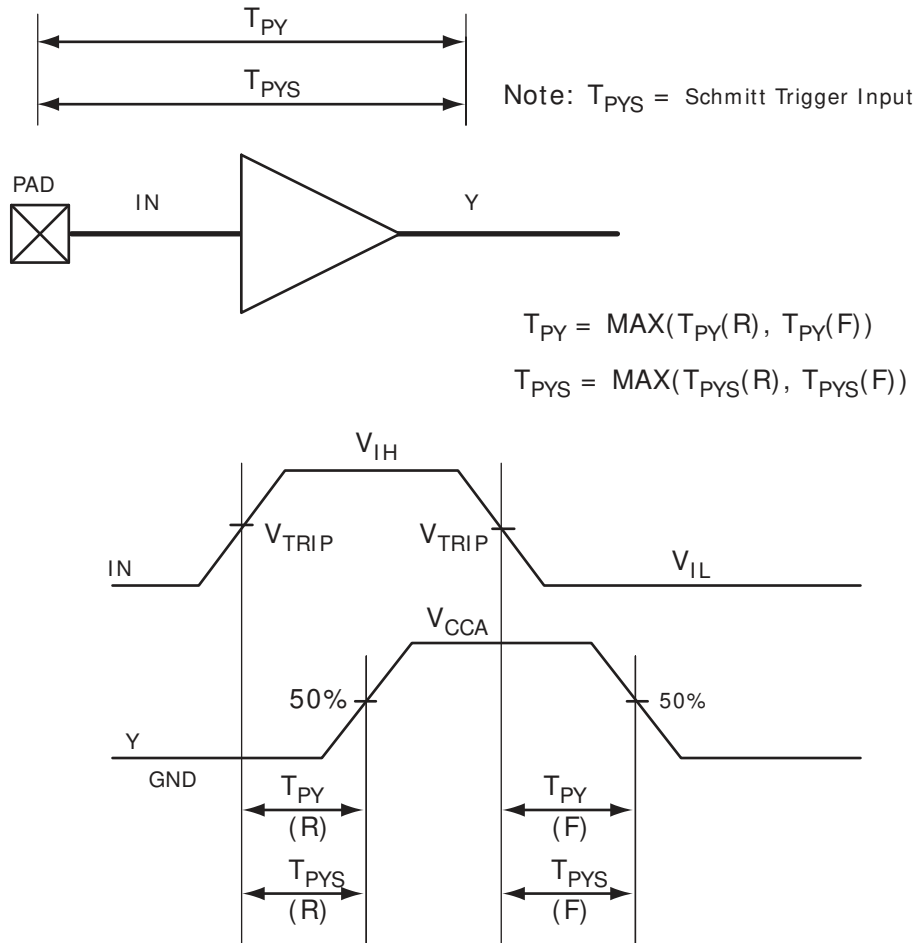 T_PY
T_PYS
Note: T_PYS = Schmitt Trigger Input
PAD
IN
Y
T_PY = MAX(T_PY(R), T_PY(F))
T_PYS = MAX(T_PYS(R), T_PYS(F))
V_IH
V_TRIP
V_TRIP
IN
V_IL
V_CCA
50%
50%
Y
GND
T_PY
(R)
T_PY
(F)
T_PYS
(R)
T_PYS
(F)